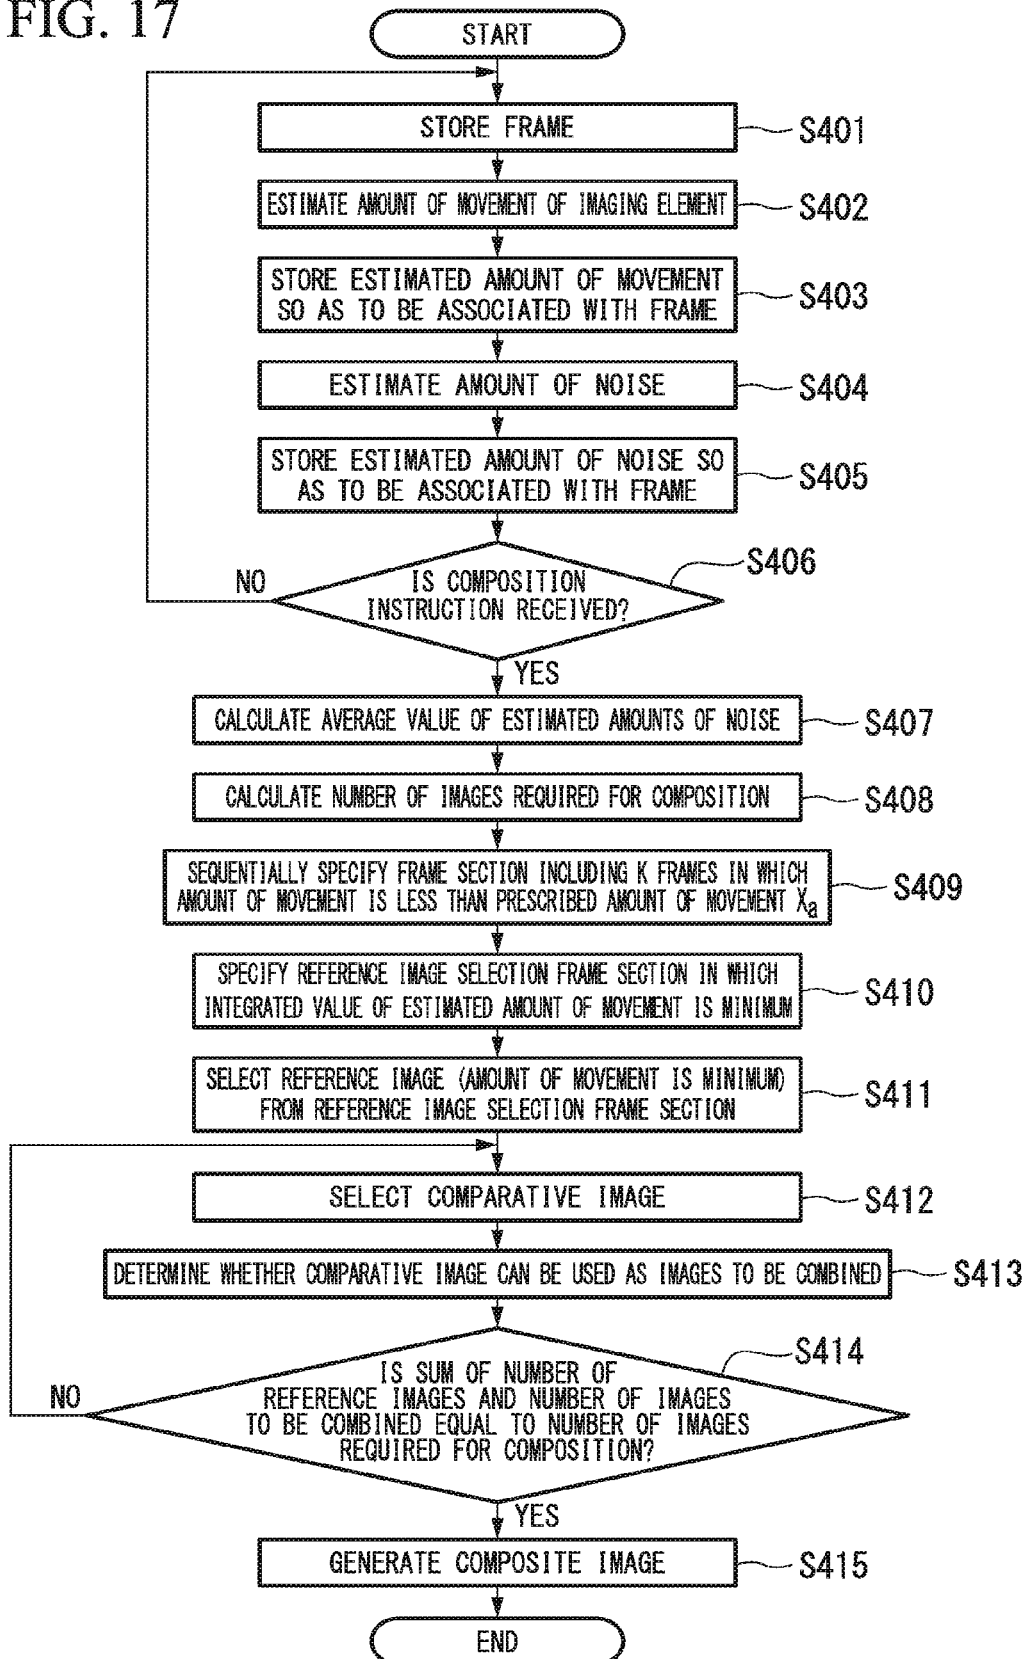 FIG. 17
START
STORE FRAME
S401
ESTIMATE AMOUNT OF MOVEMENT OF IMAGING ELEMENT
S402
STORE ESTIMATED AMOUNT OF MOVEMENT
SO AS TO BE ASSOCIATED WITH FRAME
S403
ESTIMATE AMOUNT OF NOISE
S404
STORE ESTIMATED AMOUNT OF NOISE SO
AS TO BE ASSOCIATED WITH FRAME
S405
IS COMPOSITION
INSTRUCTION RECEIVED?
S406
NO
YES
CALCULATE AVERAGE VALUE OF ESTIMATED AMOUNTS OF NOISE
S407
CALCULATE NUMBER OF IMAGES REQUIRED FOR COMPOSITION
S408
SEQUENTIALLY SPECIFY FRAME SECTION INCLUDING K FRAMES IN WHICH
AMOUNT OF MOVEMENT IS LESS THAN PRESCRIBED AMOUNT OF MOVEMENT Xa
S409
SPECIFY REFERENCE IMAGE SELECTION FRAME SECTION IN WHICH
INTEGRATED VALUE OF ESTIMATED AMOUNT OF MOVEMENT IS MINIMUM
S410
SELECT REFERENCE IMAGE (AMOUNT OF MOVEMENT IS MINIMUM)
FROM REFERENCE IMAGE SELECTION FRAME SECTION
S411
SELECT COMPARATIVE IMAGE
S412
DETERMINE WHETHER COMPARATIVE IMAGE CAN BE USED AS IMAGES TO BE COMBINED
S413
IS SUM OF NUMBER OF
REFERENCE IMAGES AND NUMBER OF IMAGES
TO BE COMBINED EQUAL TO NUMBER OF IMAGES
REQUIRED FOR COMPOSITION?
S414
NO
YES
GENERATE COMPOSITE IMAGE
S415
END